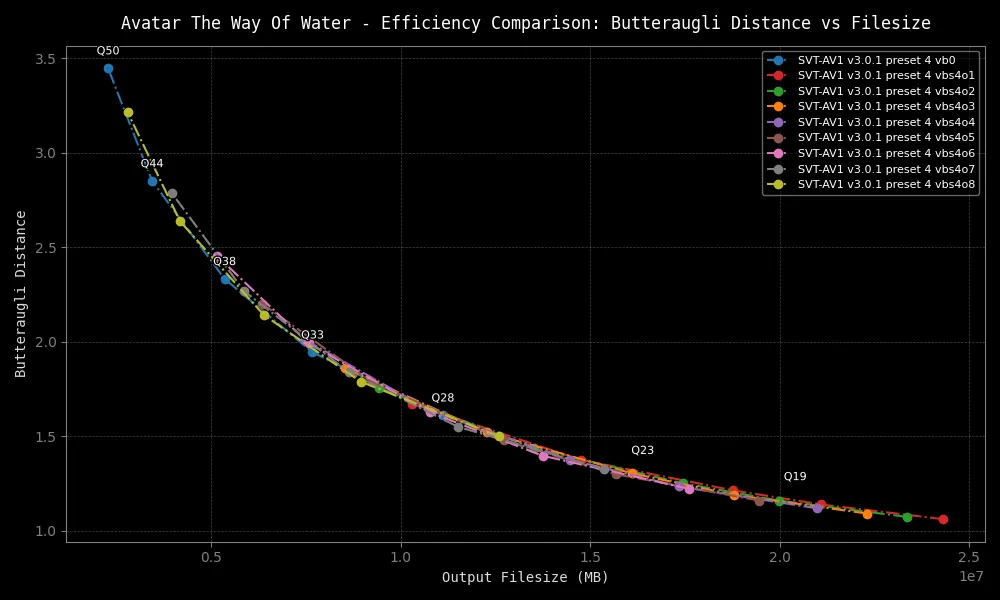 Avatar The Way Of Water - Efficiency Comparison: Butteraugli Distance vs Filesize
Q50
Q44
Q38
Q33
Q28
Q23
Q19
SVT-AV1 v3.0.1 preset 4 vb0
SVT-AV1 v3.0.1 preset 4 vbs4o1
SVT-AV1 v3.0.1 preset 4 vbs4o2
SVT-AV1 v3.0.1 preset 4 vbs4o3
SVT-AV1 v3.0.1 preset 4 vbs4o4
SVT-AV1 v3.0.1 preset 4 vbs4o5
SVT-AV1 v3.0.1 preset 4 vbs4o6
SVT-AV1 v3.0.1 preset 4 vbs4o7
SVT-AV1 v3.0.1 preset 4 vbs4o8
3.5
3.0
2.5
2.0
1.5
1.0
Butteraugli Distance
0.5
1.0
1.5
2.0
2.5
1e7
Output Filesize (MB)